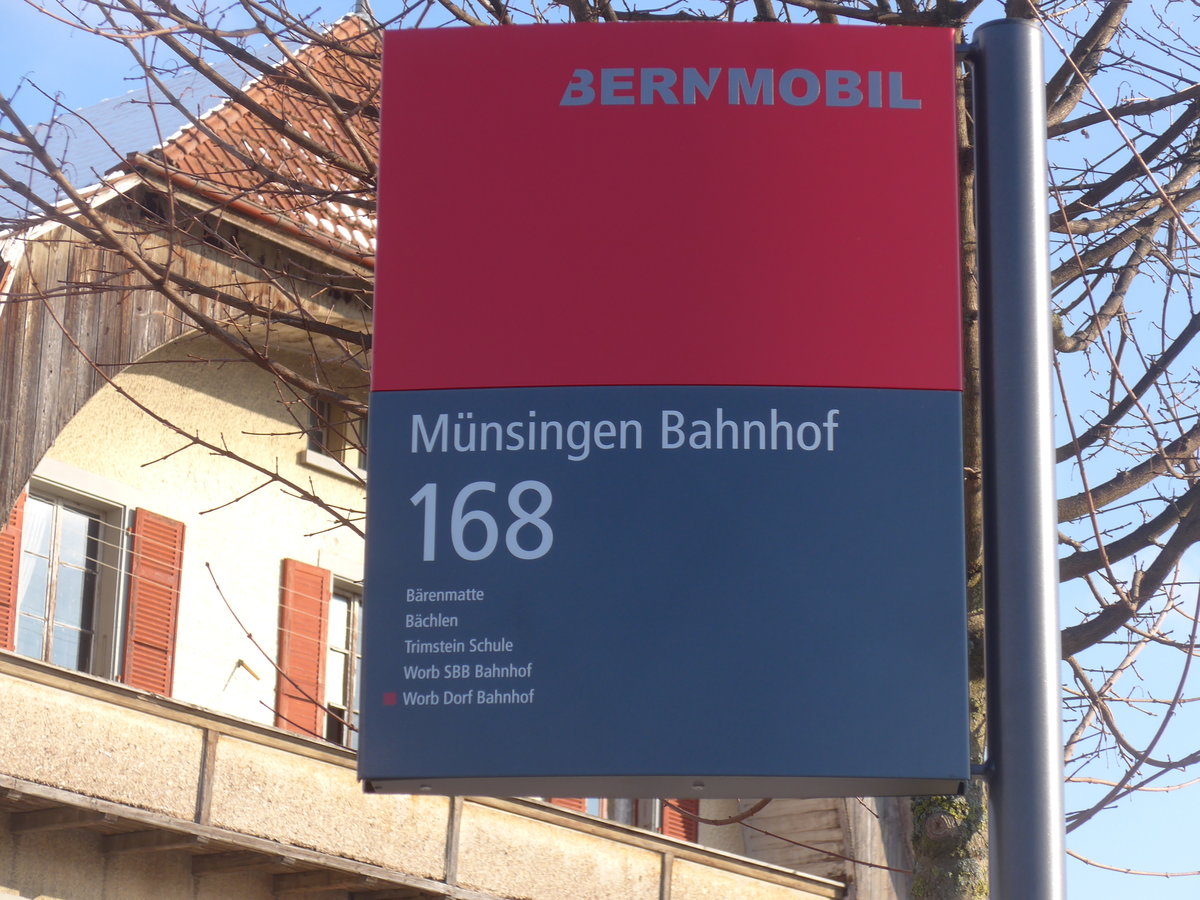 BERNMOBIL
Münsingen Bahnhof
168
Bärenmatte
Bächlen
Trimstein Schule
Worb SBB Bahnhof
Worb Dorf Bahnhof